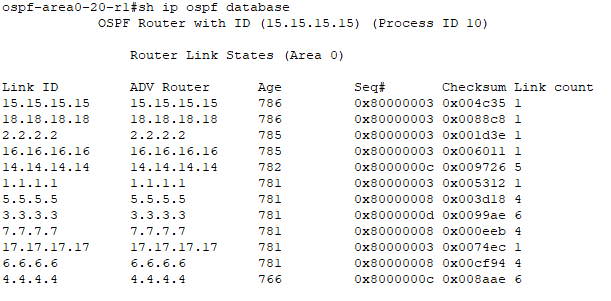 ospf-area0-20-r1#sh ip ospf database
OSPF Router with ID (15.15.15.15) (Process ID 10)
Router Link States (Area 0)
Link ID ADV Router Age Seq# Checksum Link count
15.15.15.15 15.15.15.15 786 0x80000003 0x004c35 1
18.18.18.18 18.18.18.18 786 0x80000003 0x0088c8 1
2.2.2.2 2.2.2.2 785 0x80000003 0x001d3e 1
16.16.16.16 16.16.16.16 785 0x80000003 0x006011 1
14.14.14.14 14.14.14.14 782 0x8000000c 0x009726 5
1.1.1.1 1.1.1.1 781 0x80000003 0x005312 1
5.5.5.5 5.5.5.5 781 0x80000008 0x003d18 4
3.3.3.3 3.3.3.3 781 0x8000000d 0x0099ae 6
7.7.7.7 7.7.7.7 781 0x80000008 0x000eeb 4
17.17.17.17 17.17.17.17 781 0x80000003 0x0074ec 1
6.6.6.6 6.6.6.6 781 0x80000008 0x00cf94 4
4.4.4.4 4.4.4.4 766 0x8000000c 0x008aae 6